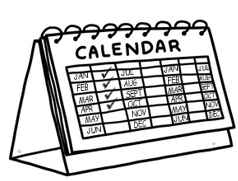 CALENDAR
JAN ✓ JUL JAN JUL
FEB ✓ AUG FEB AUG
MAR ✓ SEPT MAR SEPT
APR ✓ OCT APR OCT
MAY NOV MAY NOV
JUN DEC JUN DEC